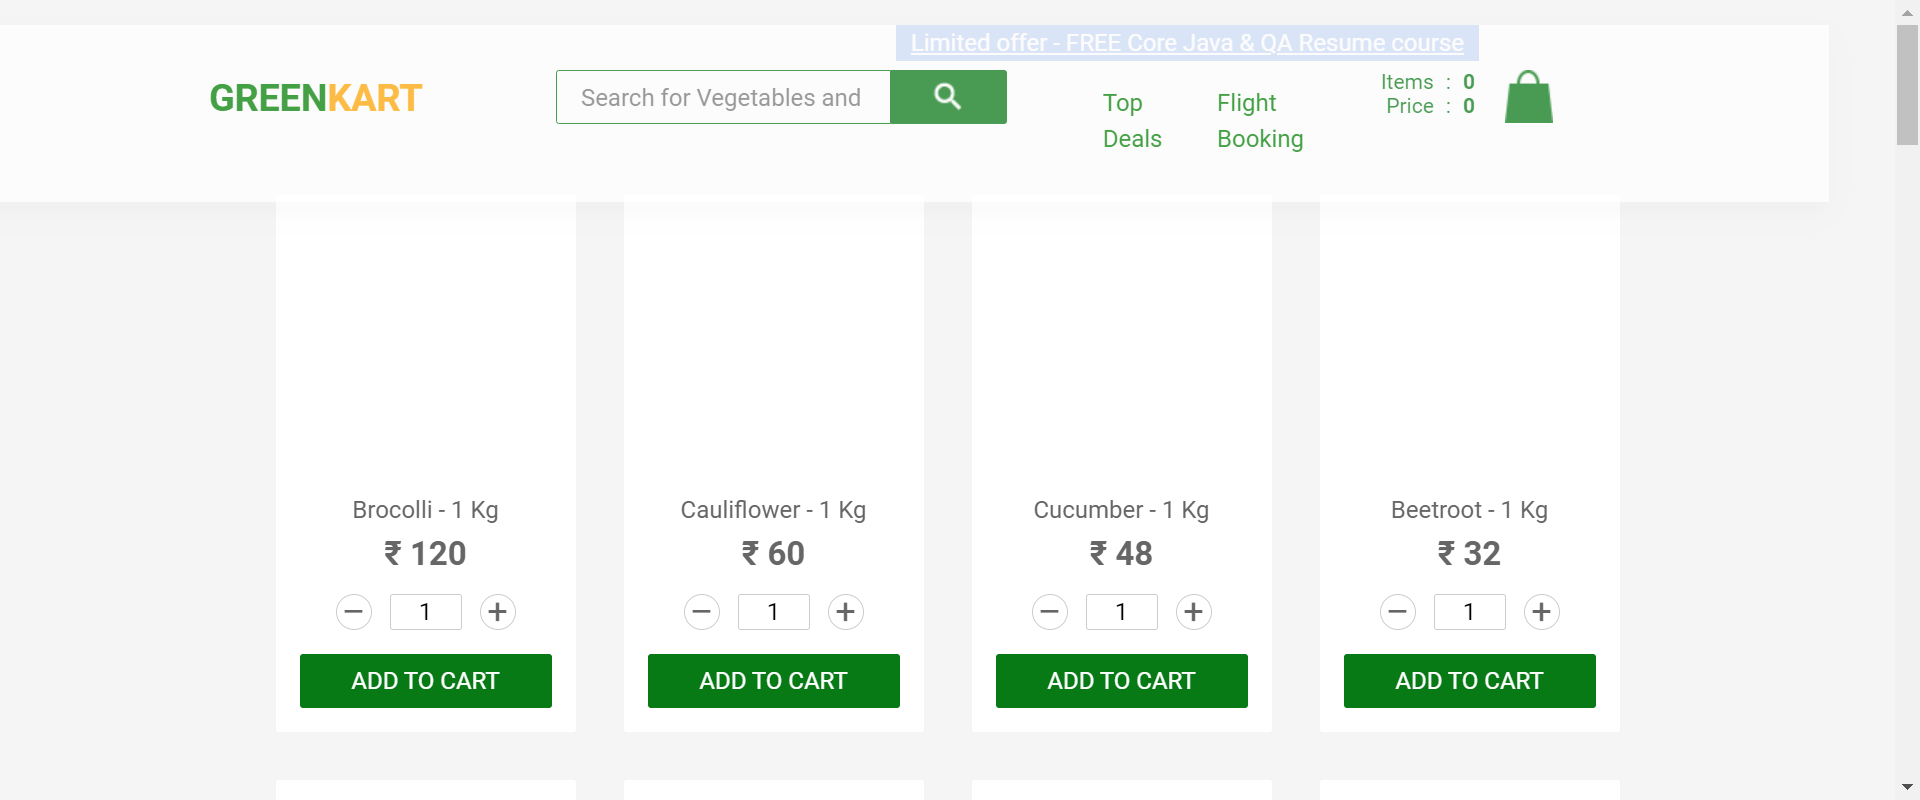 Limited offer - FREE Core Java & QA Resume course
GREENKART
Search for Vegetables and
Top Deals
Flight Booking
Items : 0
Price : 0
Brocolli - 1 Kg
₹ 120
1
ADD TO CART
Cauliflower - 1 Kg
₹ 60
1
ADD TO CART
Cucumber - 1 Kg
₹ 48
1
ADD TO CART
Beetroot - 1 Kg
₹ 32
1
ADD TO CART